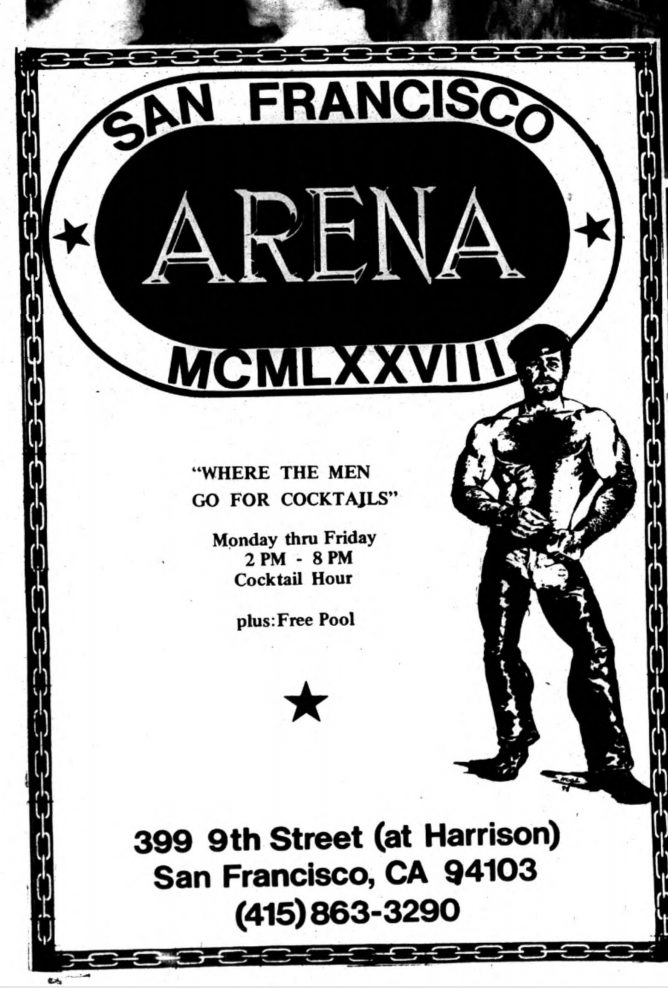 SAN FRANCISCO
ARENA
MCMLXXVIII
“WHERE THE MEN
GO FOR COCKTAILS”
Monday thru Friday
2 PM - 8 PM
Cocktail Hour
plus: Free Pool
399 9th Street (at Harrison)
San Francisco, CA 94103
(415) 863-3290